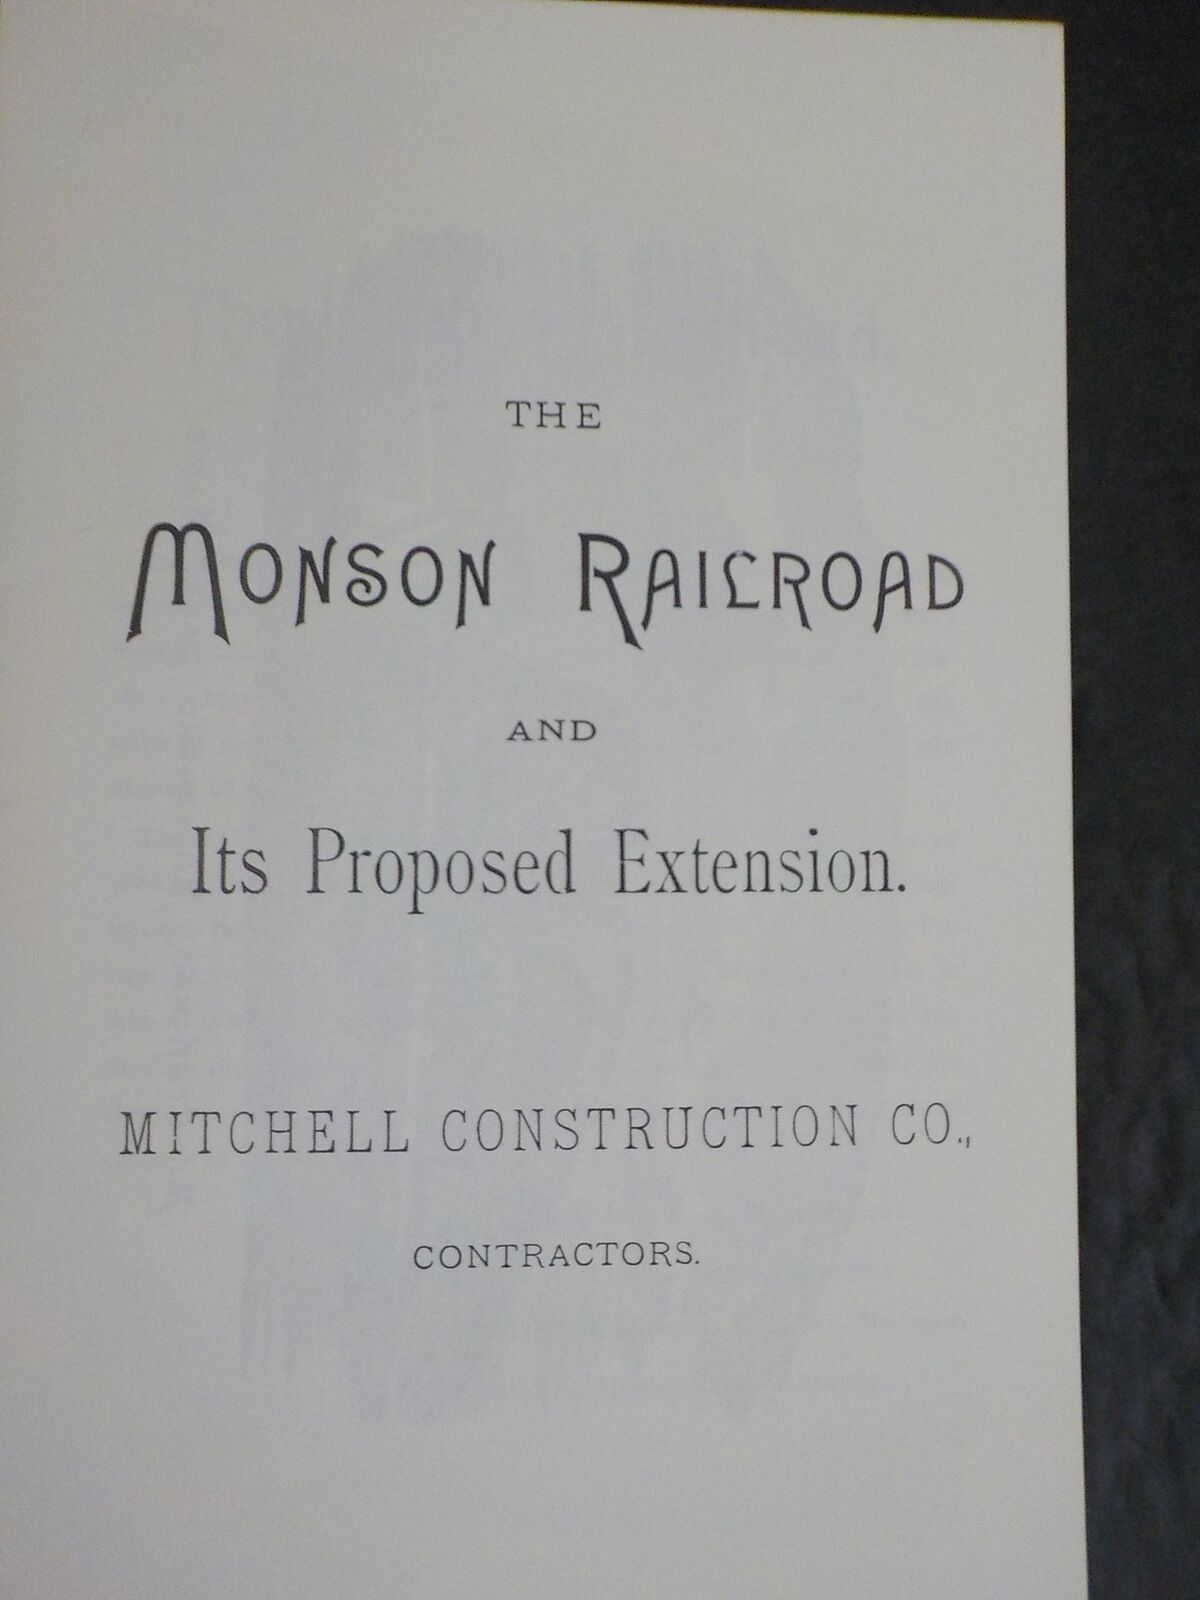 THE
MONSON RAILROAD
AND
Its Proposed Extension.
MITCHELL CONSTRUCTION CO.,
CONTRACTORS.